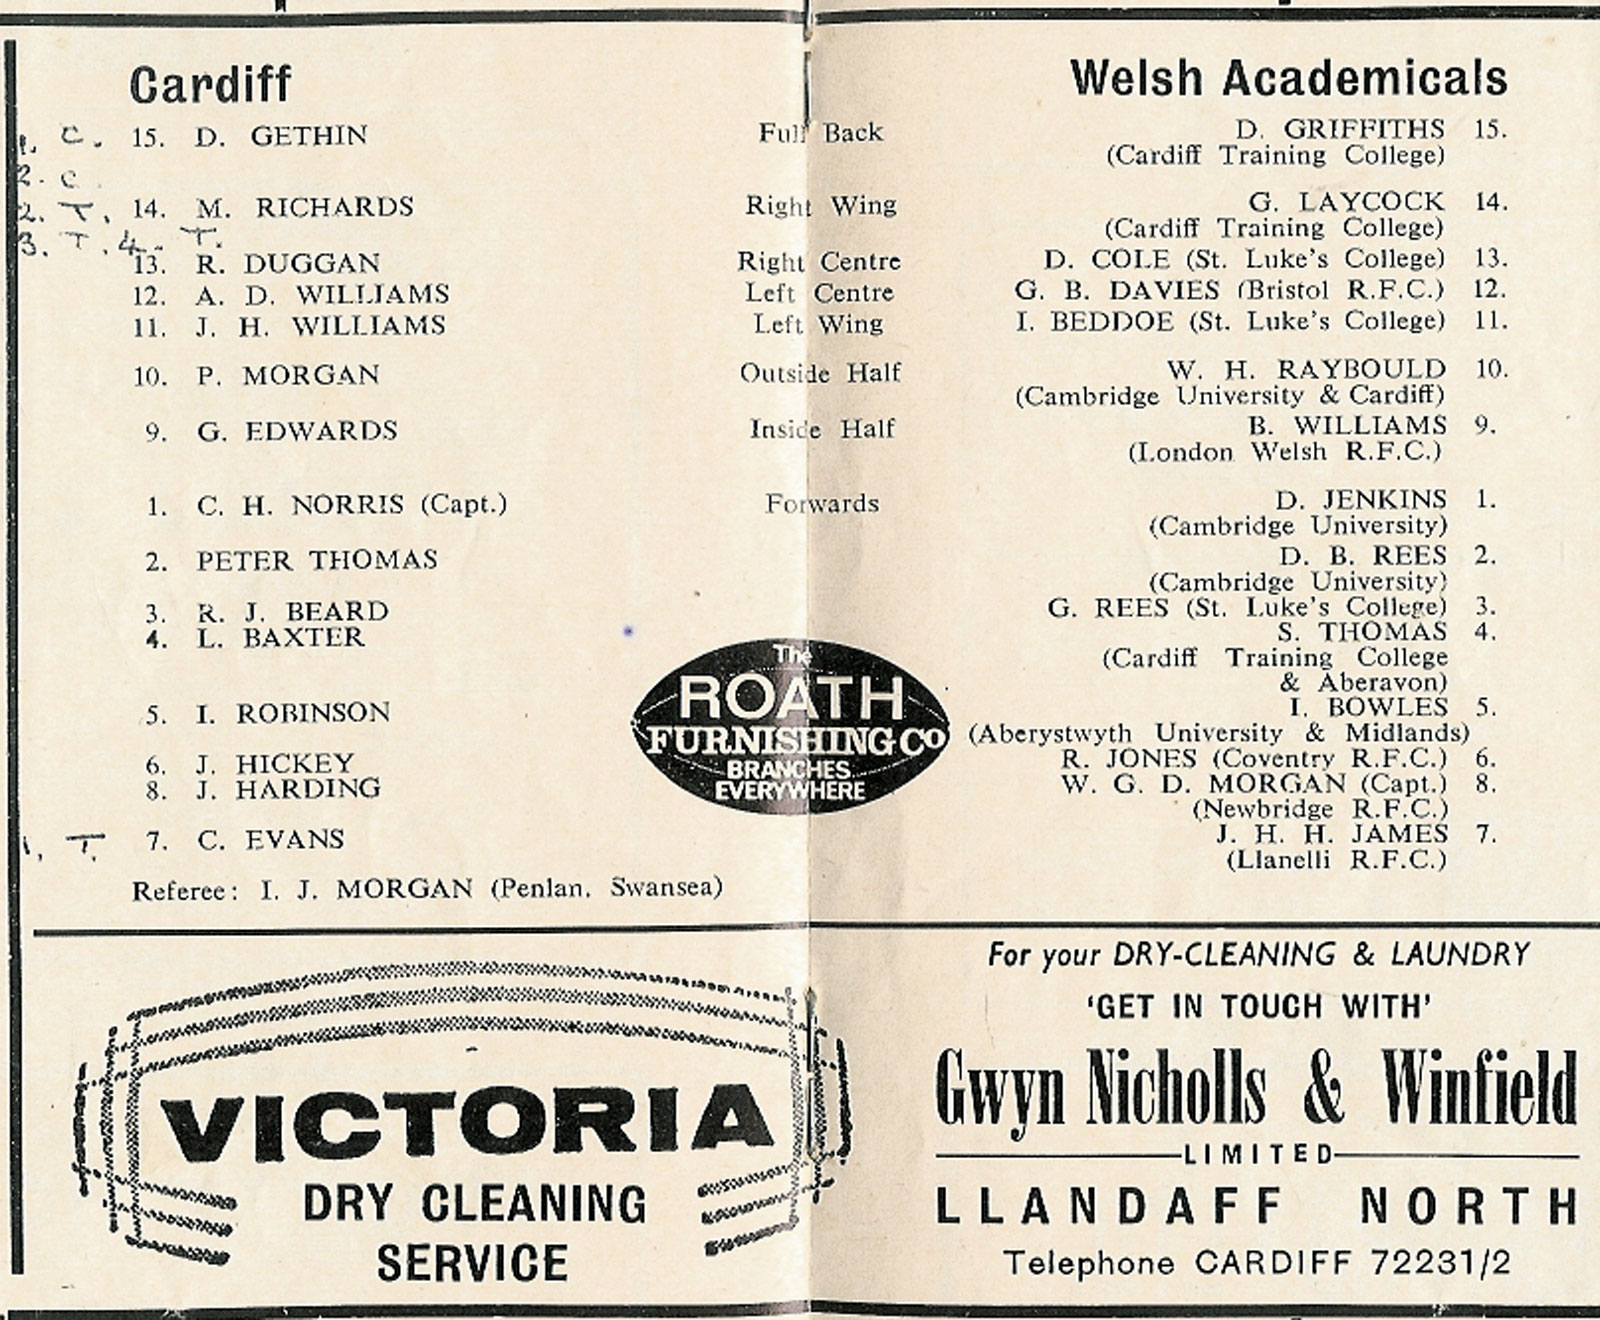 Cardiff
Welsh Academicals
1. C. 15. D. GETHIN Full Back D. GRIFFITHS 15.
(Cardiff Training College)
2. C.
2. T. 14. M. RICHARDS Right Wing G. LAYCOCK 14.
(Cardiff Training College)
3. T. 4. T.
13. R. DUGGAN Right Centre D. COLE (St. Luke's College) 13.
12. A. D. WILLIAMS Left Centre G. B. DAVIES (Bristol R.F.C.) 12.
11. J. H. WILLIAMS Left Wing I. BEDDOE (St. Luke's College) 11.
10. P. MORGAN Outside Half W. H. RAYBOULD 10.
(Cambridge University & Cardiff)
9. G. EDWARDS Inside Half B. WILLIAMS 9.
(London Welsh R.F.C.)
1. C. H. NORRIS (Capt.) Forwards D. JENKINS 1.
(Cambridge University)
2. PETER THOMAS D. B. REES 2.
(Cambridge University)
3. R. J. BEARD G. REES (St. Luke's College) 3.
4. L. BAXTER S. THOMAS 4.
(Cardiff Training College
& Aberavon)
5. I. ROBINSON I. BOWLES 5.
(Aberystwyth University & Midlands)
6. J. HICKEY R. JONES (Coventry R.F.C.) 6.
8. J. HARDING W. G. D. MORGAN (Capt.) 8.
(Newbridge R.F.C.)
1. T. 7. C. EVANS J. H. H. JAMES 7.
(Llanelli R.F.C.)
Referee: I. J. MORGAN (Penlan, Swansea)
The
ROATH
FURNISHING CO
BRANCHES
EVERYWHERE
VICTORIA
DRY CLEANING
SERVICE
For your DRY-CLEANING & LAUNDRY
'GET IN TOUCH WITH'
Gwyn Nicholls & Winfield
LIMITED
LLANDAFF NORTH
Telephone CARDIFF 72231/2